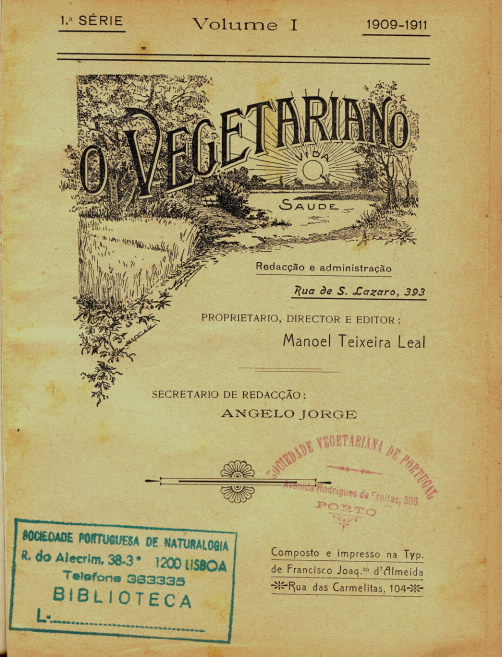 1.ª SÉRIE
Volume I
1909-1911
O VEGETARIANO
VIDA
SAUDE
Redacção e administração
Rua de S. Lazaro, 393
PROPRIETARIO, DIRECTOR E EDITOR:
Manoel Teixeira Leal
SECRETARIO DE REDACÇÃO:
ANGELO JORGE
SOCIEDADE VEGETARIANA DE PORTUGAL
Avenida Rodrigues de Freitas, 393
PORTO
SOCIEDADE PORTUGUESA DE NATUROLOGIA
R. do Alecrim, 38-3° 1200 LISBOA
Telefone 363335
BIBLIOTECA
L.
Composto e impresso na Typ.
de Francisco Joaq.ᵐ d'Almeida
Rua das Carmelitas, 104